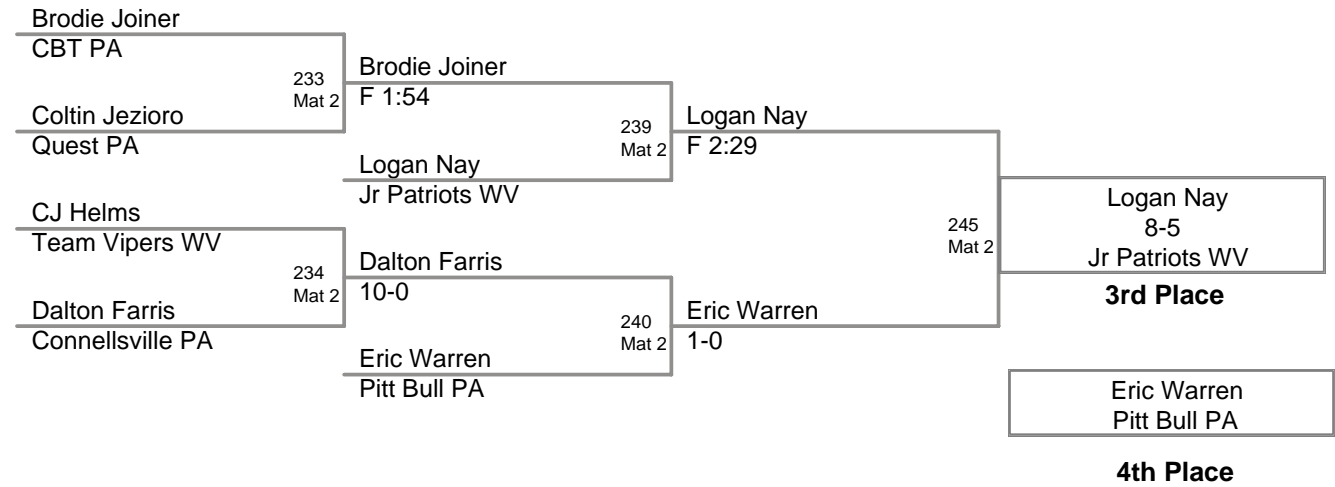 Brodie Joiner
CBT PA
233
Mat 2
Coltin Jezioro
Quest PA
CJ Helms
Team Vipers WV
234
Mat 2
Dalton Farris
Connellsville PA
Brodie Joiner
F 1:54
239
Mat 2
Logan Nay
Jr Patriots WV
Dalton Farris
10-0
240
Mat 2
Eric Warren
Pitt Bull PA
Logan Nay
F 2:29
245
Mat 2
Eric Warren
1-0
Logan Nay
8-5
Jr Patriots WV
3rd Place
Eric Warren
Pitt Bull PA
4th Place